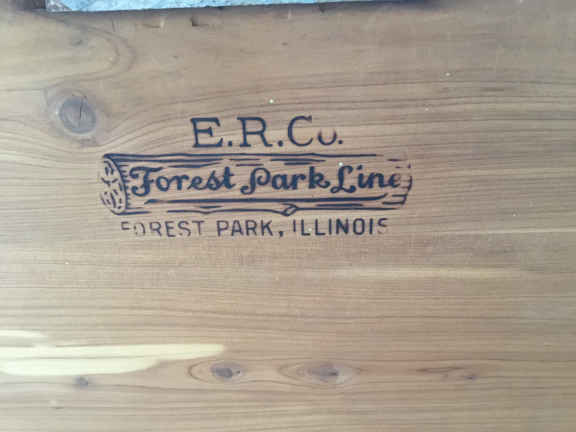 E.R.Co.
Forest Park Line
FOREST PARK, ILLINOIS